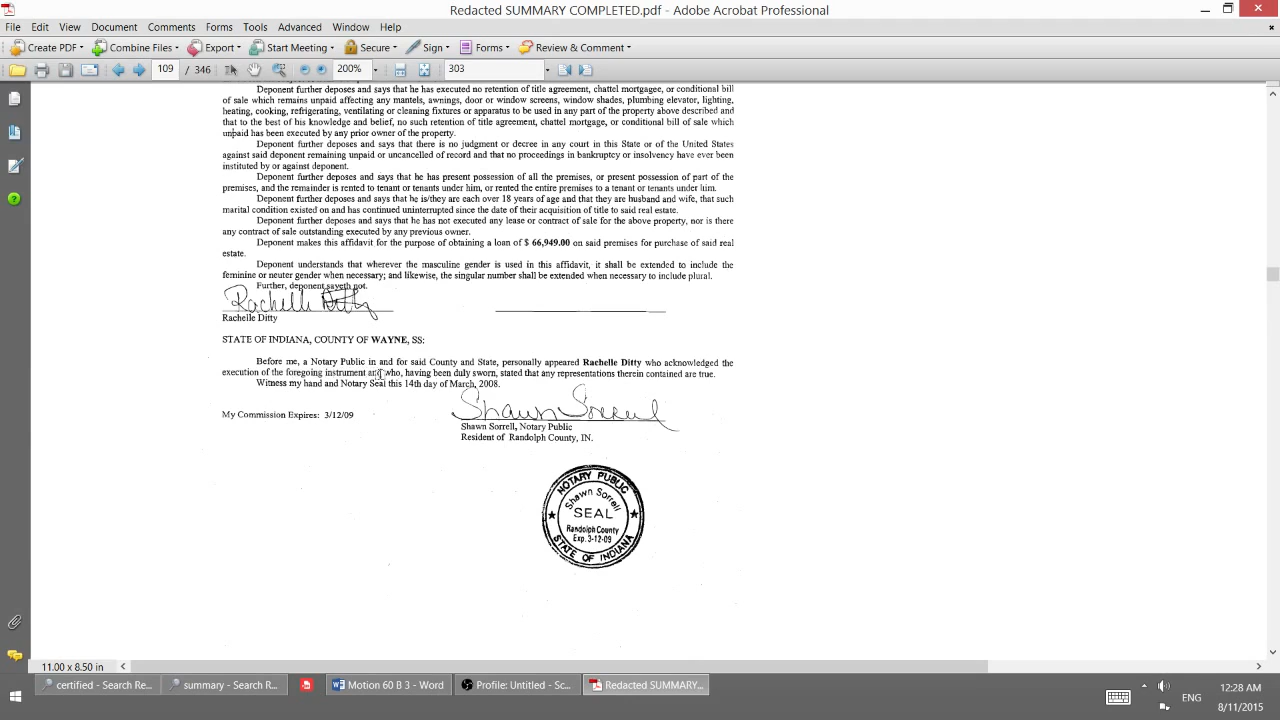 Redacted SUMMARY COMPLETED.pdf - Adobe Acrobat Professional
File Edit View Document Comments Forms Tools Advanced Window Help
Create PDF Combine Files Export Start Meeting Secure Sign Forms Review & Comment
109 / 346 200% 303
Deponent further deposes and says that he has executed no retention of title agreement, chattel mortgagee, or conditional bill
of sale which remains unpaid affecting any mantels, awnings, door or window screens, window shades, plumbing elevator, lighting,
heating, cooking, refrigerating, ventilating or cleaning fixtures or apparatus to be used in any part of the property above described and
that to the best of his knowledge and belief, no such retention of title agreement, chattel mortgage, or conditional bill of sale which
unpaid has been executed by any prior owner of the property.
Deponent further deposes and says that there is no judgment or decree in any court in this State or of the United States
against said deponent remaining unpaid or uncancelled of record and that no proceedings in bankruptcy or insolvency have ever been
instituted by or against deponent.
Deponent further deposes and says that he has present possession of all the premises, or present possession of part of the
premises, and the remainder is rented to tenant or tenants under him, or rented the entire premises to a tenant or tenants under him.
Deponent further deposes and says that he is/they are each over 18 years of age and that they are husband and wife, that such
marital condition existed on and has continued uninterrupted since the date of their acquisition of title to said real estate.
Deponent further deposes and says that he has not executed any lease or contract of sale for the above property, nor is there
any contract of sale outstanding executed by any previous owner.
Deponent makes this affidavit for the purpose of obtaining a loan of $ 66,949.00 on said premises for purchase of said real
estate.
Deponent understands that wherever the masculine gender is used in this affidavit, it shall be extended to include the
feminine or neuter gender when necessary; and likewise, the singular number shall be extended when necessary to include plural.
Further, deponent sayeth not.
Rachelle Ditty
Rachelle Ditty
STATE OF INDIANA, COUNTY OF WAYNE, SS:
Before me, a Notary Public in and for said County and State, personally appeared Rachelle Ditty who acknowledged the
execution of the foregoing instrument and who, having been duly sworn, stated that any representations therein contained are true.
Witness my hand and Notary Seal this 14th day of March, 2008.
Shawn Sorrell
My Commission Expires: 3/12/09
Shawn Sorrell, Notary Public
Resident of Randolph County, IN.
NOTARY PUBLIC
Shawn Sorrell
SEAL
Randolph County
Exp. 3-12-09
STATE OF INDIANA
11.00 x 8.50 in
certified - Search Re... summary - Search R... Motion 60 B 3 - Word Profile: Untitled - Sc... Redacted SUMMARY... ENG 12:28 AM
8/11/2015